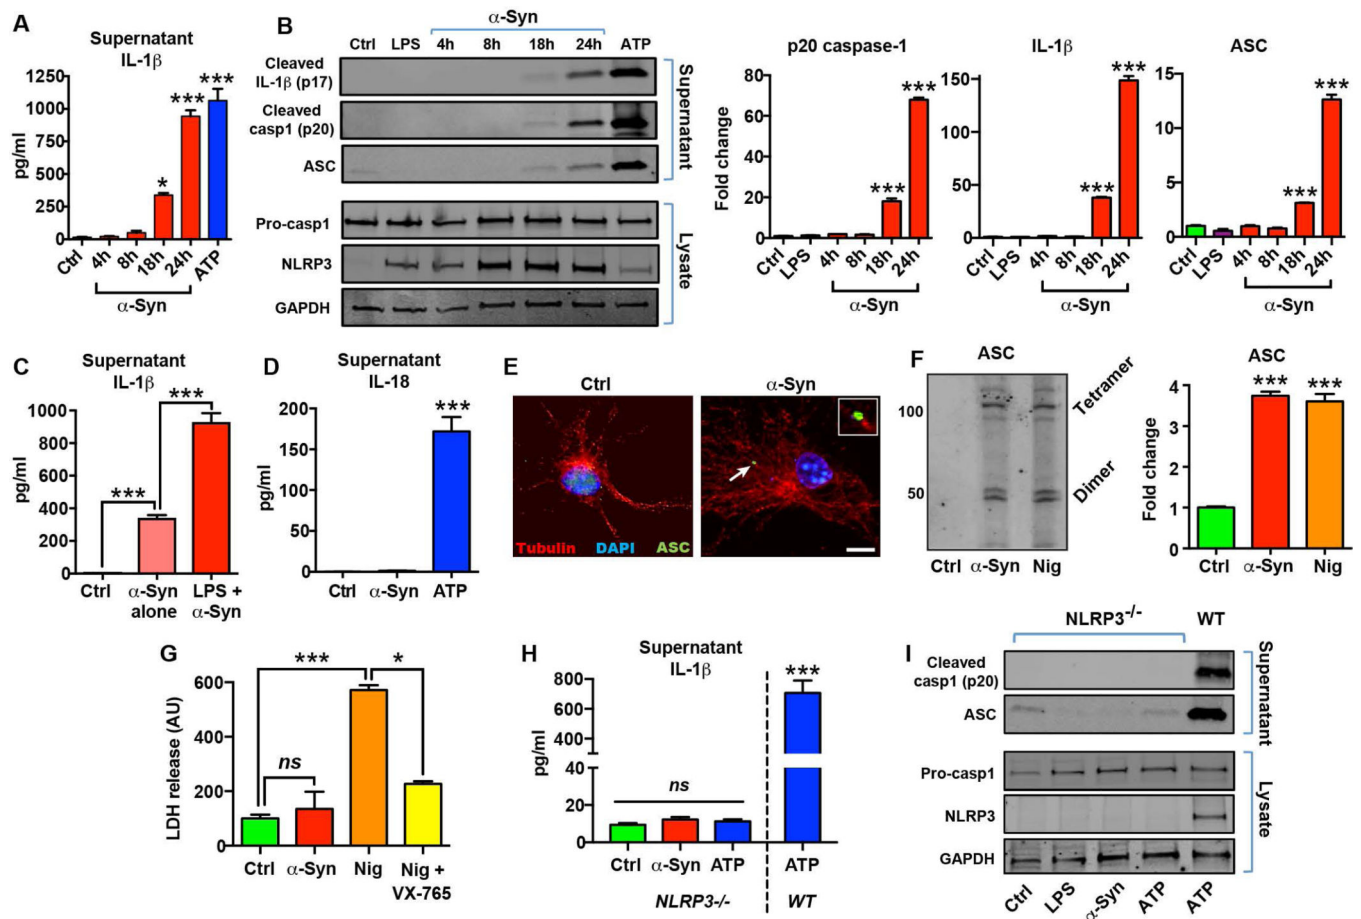 A
Supernatant
IL-1β
pg/ml
1250
1000
750
500
250
0
* *** ***
Ctrl 4h 8h 18h 24h ATP
α-Syn
B
α-Syn
Ctrl LPS 4h 8h 18h 24h ATP
Cleaved
IL-1β (p17)
Cleaved
casp1 (p20)
ASC
Supernatant
Pro-casp1
NLRP3
GAPDH
Lysate
p20 caspase-1
Fold change
80
60
40
20
0
*** ***
Ctrl LPS 4h 8h 18h 24h
α-Syn
IL-1β
150
100
50
0
*** ***
Ctrl LPS 4h 8h 18h 24h
α-Syn
ASC
15
10
5
0
*** ***
Ctrl LPS 4h 8h 18h 24h
α-Syn
C
Supernatant
IL-1β
pg/ml
1000
800
600
400
200
0
*** ***
Ctrl α-Syn alone LPS + α-Syn
D
Supernatant
IL-18
pg/ml
200
150
100
50
0
***
Ctrl α-Syn ATP
E
Ctrl α-Syn
Tubulin DAPI ASC
F
ASC
100
50
Tetramer
Dimer
Ctrl α-Syn Nig
ASC
Fold change
4
3
2
1
0
*** ***
Ctrl α-Syn Nig
G
LDH release (AU)
600
400
200
0
*** *
ns
Ctrl α-Syn Nig Nig + VX-765
H
Supernatant
IL-1β
pg/ml
800
600
400
40
20
0
ns
***
Ctrl α-Syn ATP ATP
NLRP3-/- WT
I
NLRP3-/- WT
Cleaved
casp1 (p20)
ASC
Supernatant
Pro-casp1
NLRP3
GAPDH
Lysate
Ctrl LPS α-Syn ATP ATP